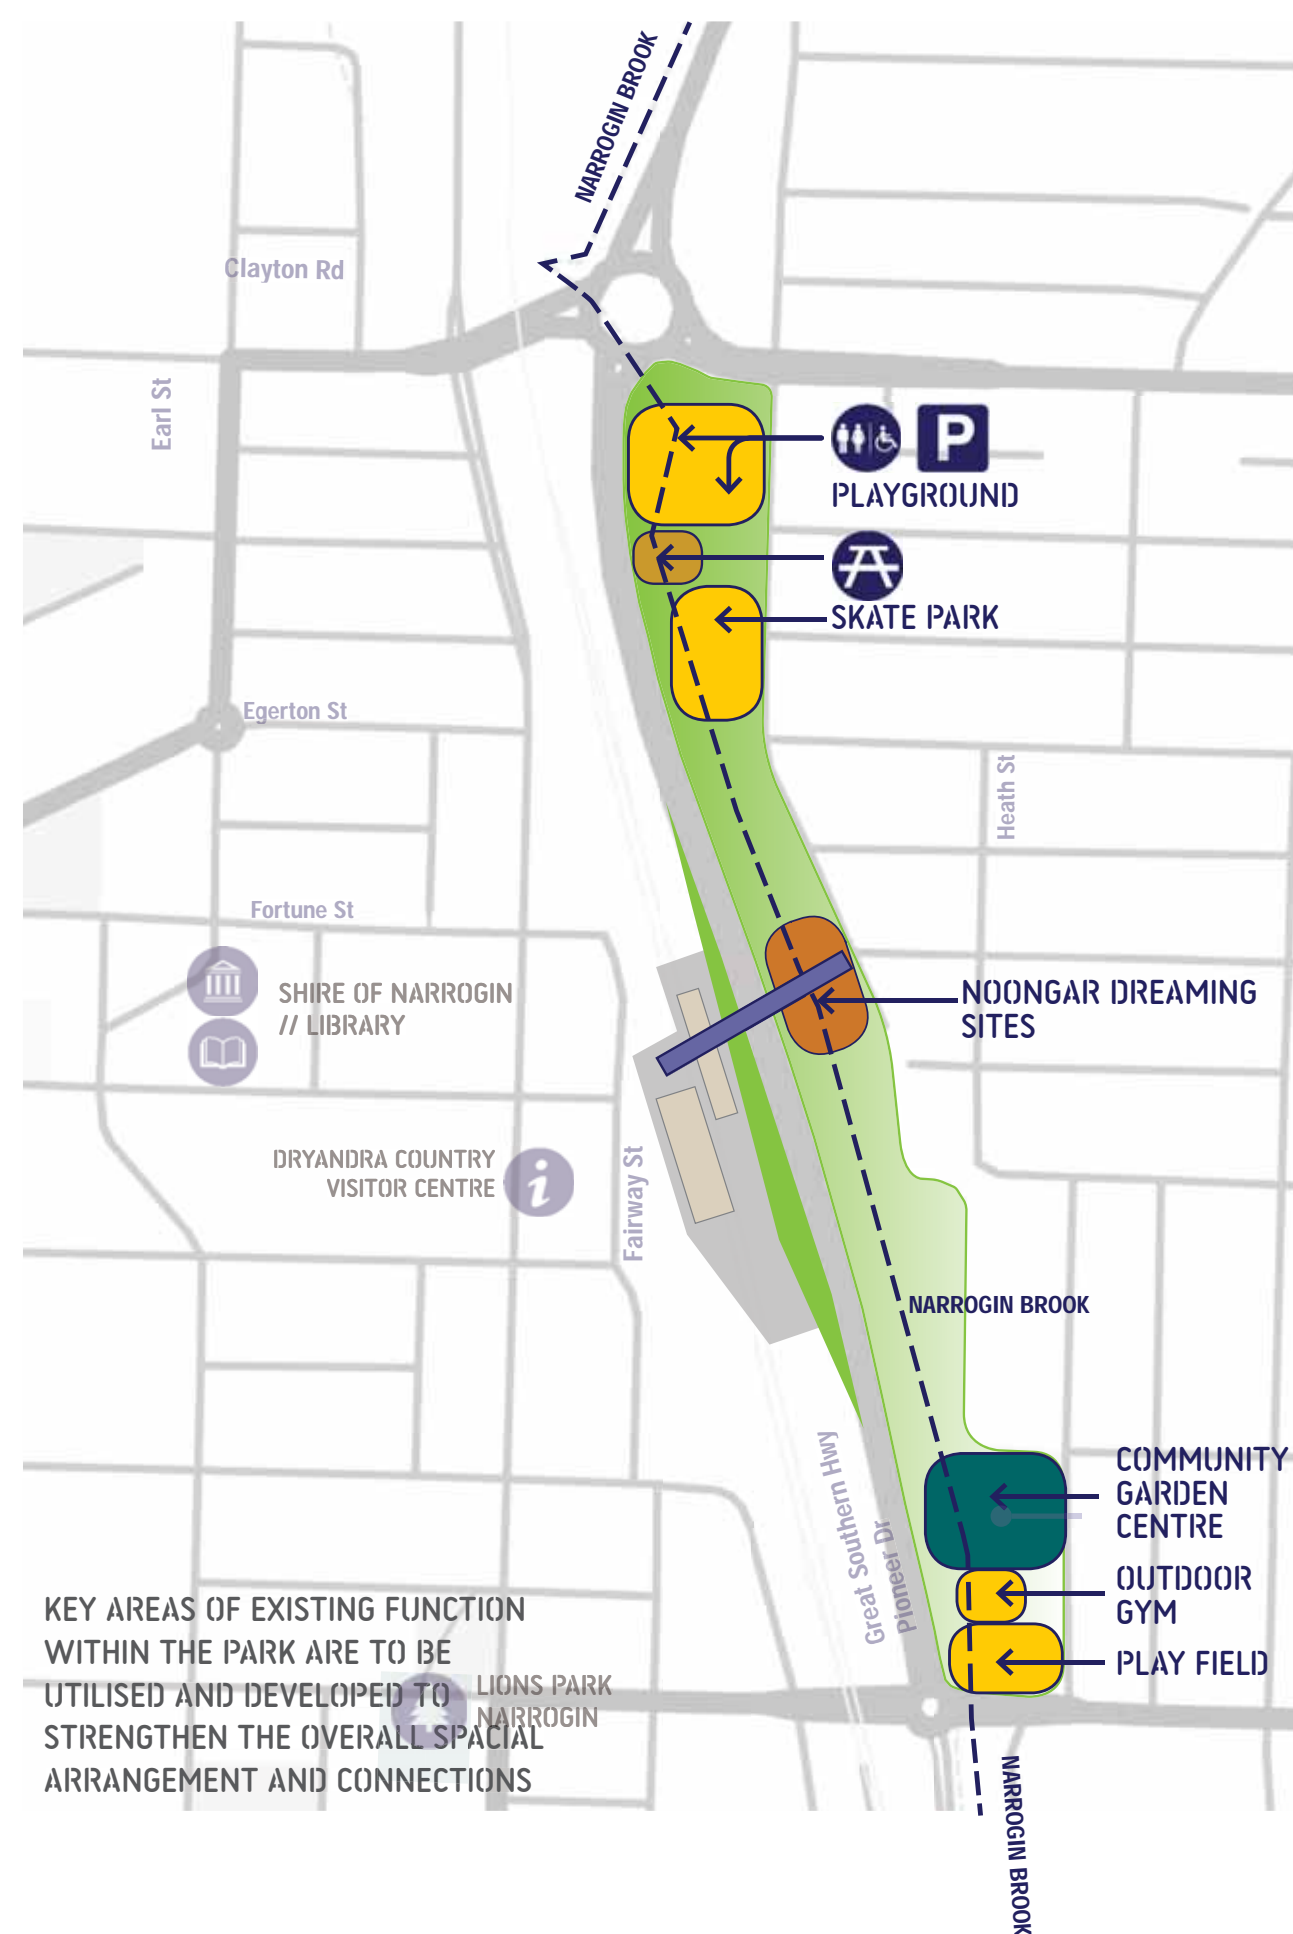 NARROGIN BROOK
Clayton Rd
Earl St
P
PLAYGROUND
SKATE PARK
Egerton St
Heath St
Fortune St
SHIRE OF NARROGIN
// LIBRARY
NOONGAR DREAMING
SITES
DRYANDRA COUNTRY
VISITOR CENTRE
i
Fairway St
NARROGIN BROOK
Great Southern Hwy
Pioneer Dr
COMMUNITY
GARDEN
CENTRE
OUTDOOR
GYM
PLAY FIELD
KEY AREAS OF EXISTING FUNCTION
WITHIN THE PARK ARE TO BE
UTILISED AND DEVELOPED TO
STRENGTHEN THE OVERALL SPACIAL
ARRANGEMENT AND CONNECTIONS
LIONS PARK
NARROGIN
NARROGIN BROOK